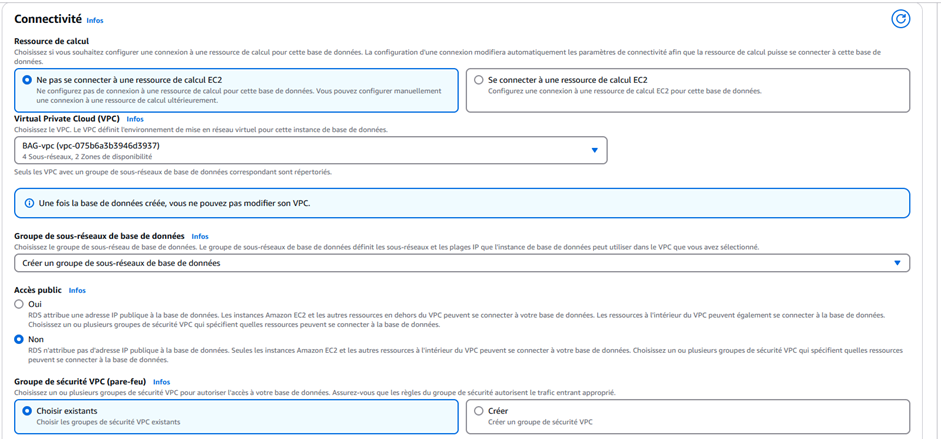 Connectivité Infos
Ressource de calcul
Choisissez si vous souhaitez configurer une connexion à une ressource de calcul pour cette base de données. La configuration d'une connexion modifiera automatiquement les paramètres de connectivité afin que la ressource de calcul puisse se connecter à cette base de
données.
Ne pas se connecter à une ressource de calcul EC2
Ne configurez pas de connexion à une ressource de calcul pour cette base de données. Vous pouvez configurer manuellement
une connexion à une ressource de calcul ultérieurement.
Se connecter à une ressource de calcul EC2
Configurez une connexion à une ressource de calcul EC2 pour cette base de données.
Virtual Private Cloud (VPC) Infos
Choisissez le VPC. Le VPC définit l'environnement de mise en réseau virtuel pour cette instance de base de données.
BAG-vpc (vpc-075b6a3b3946d3937)
4 Sous-réseaux, 2 Zones de disponibilité
Seuls les VPC avec un groupe de sous-réseaux de base de données correspondant sont répertoriés.
Une fois la base de données créée, vous ne pouvez pas modifier son VPC.
Groupe de sous-réseaux de base de données Infos
Choisissez le groupe de sous-réseau de base de données. Le groupe de sous-réseaux de base de données définit les sous-réseaux et les plages IP que l'instance de base de données peut utiliser dans le VPC que vous avez sélectionné.
Créer un groupe de sous-réseaux de base de données
Accès public Infos
Oui
RDS attribue une adresse IP publique à la base de données. Les instances Amazon EC2 et les autres ressources en dehors du VPC peuvent se connecter à votre base de données. Les ressources à l'intérieur du VPC peuvent également se connecter à la base de données.
Choisissez un ou plusieurs groupes de sécurité VPC qui spécifient quelles ressources peuvent se connecter à la base de données.
Non
RDS n'attribue pas d'adresse IP publique à la base de données. Seules les instances Amazon EC2 et les autres ressources à l'intérieur du VPC peuvent se connecter à votre base de données. Choisissez un ou plusieurs groupes de sécurité VPC qui spécifient quelles ressources
peuvent se connecter à la base de données.
Groupe de sécurité VPC (pare-feu) Infos
Choisissez un ou plusieurs groupes de sécurité VPC pour autoriser l'accès à votre base de données. Assurez-vous que les règles du groupe de sécurité autorisent le trafic entrant approprié.
Choisir existants
Choisir les groupes de sécurité VPC existants
Créer
Créer un groupe de sécurité VPC